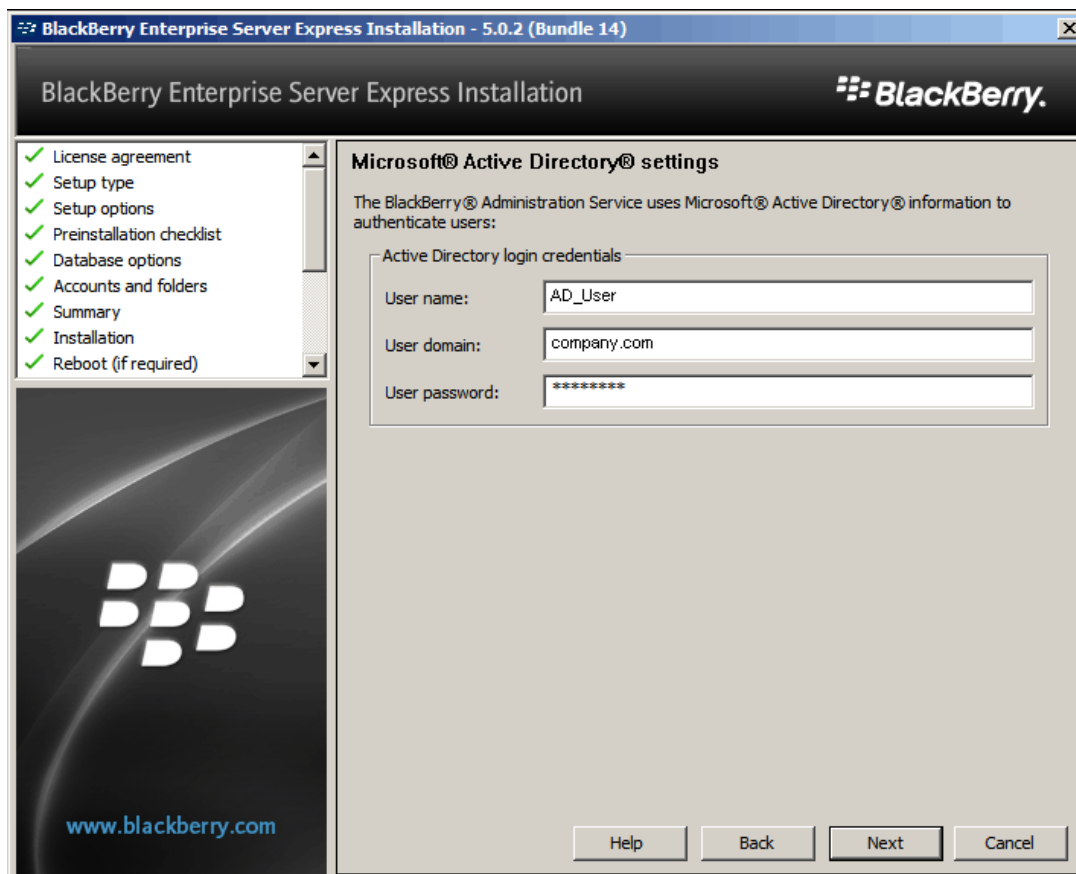 BlackBerry Enterprise Server Express Installation - 5.0.2 (Bundle 14)
BlackBerry Enterprise Server Express Installation
BlackBerry.
License agreement
Setup type
Setup options
Preinstallation checklist
Database options
Accounts and folders
Summary
Installation
Reboot (if required)
www.blackberry.com
Microsoft® Active Directory® settings
The BlackBerry® Administration Service uses Microsoft® Active Directory® information to
authenticate users:
Active Directory login credentials
User name: AD_User
User domain: company.com
User password: ********
Help Back Next Cancel